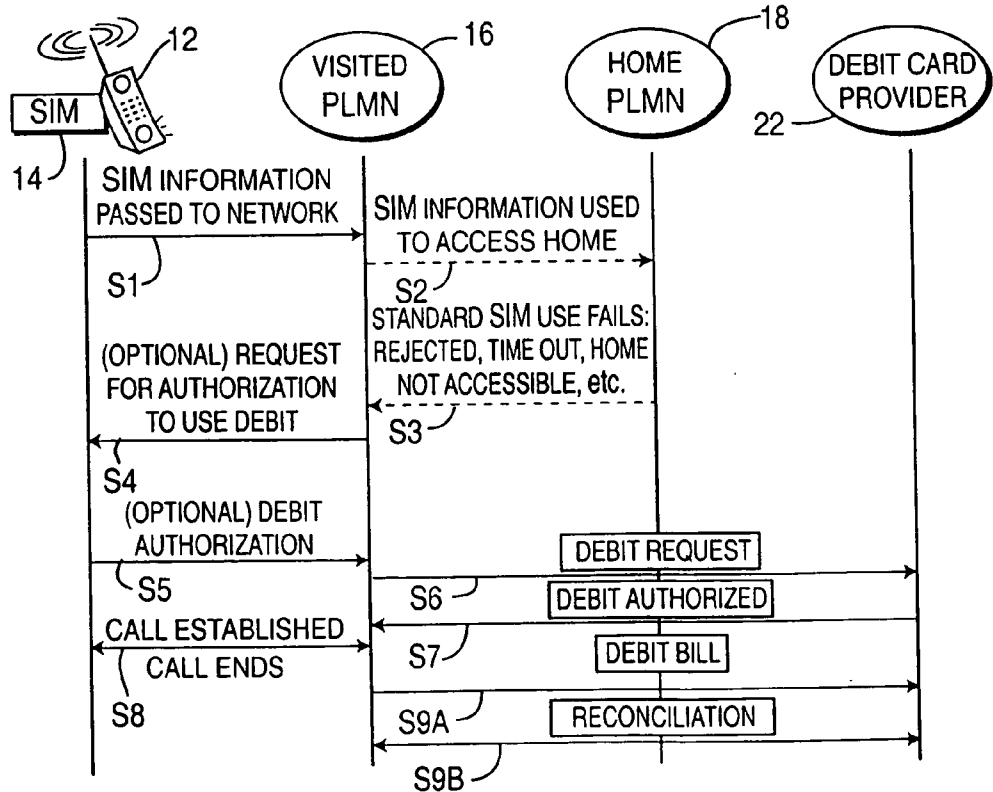 12
SIM
14
VISITED
PLMN
16
HOME
PLMN
18
DEBIT CARD
PROVIDER
22
SIM INFORMATION
PASSED TO NETWORK
S1
SIM INFORMATION USED
TO ACCESS HOME
S2
STANDARD SIM USE FAILS:
REJECTED, TIME OUT, HOME
NOT ACCESSIBLE, etc.
S3
(OPTIONAL) REQUEST
FOR AUTHORIZATION
TO USE DEBIT
S4
(OPTIONAL) DEBIT
AUTHORIZATION
S5
DEBIT REQUEST
S6
DEBIT AUTHORIZED
S7
CALL ESTABLISHED
CALL ENDS
S8
DEBIT BILL
S9A
RECONCILIATION
S9B